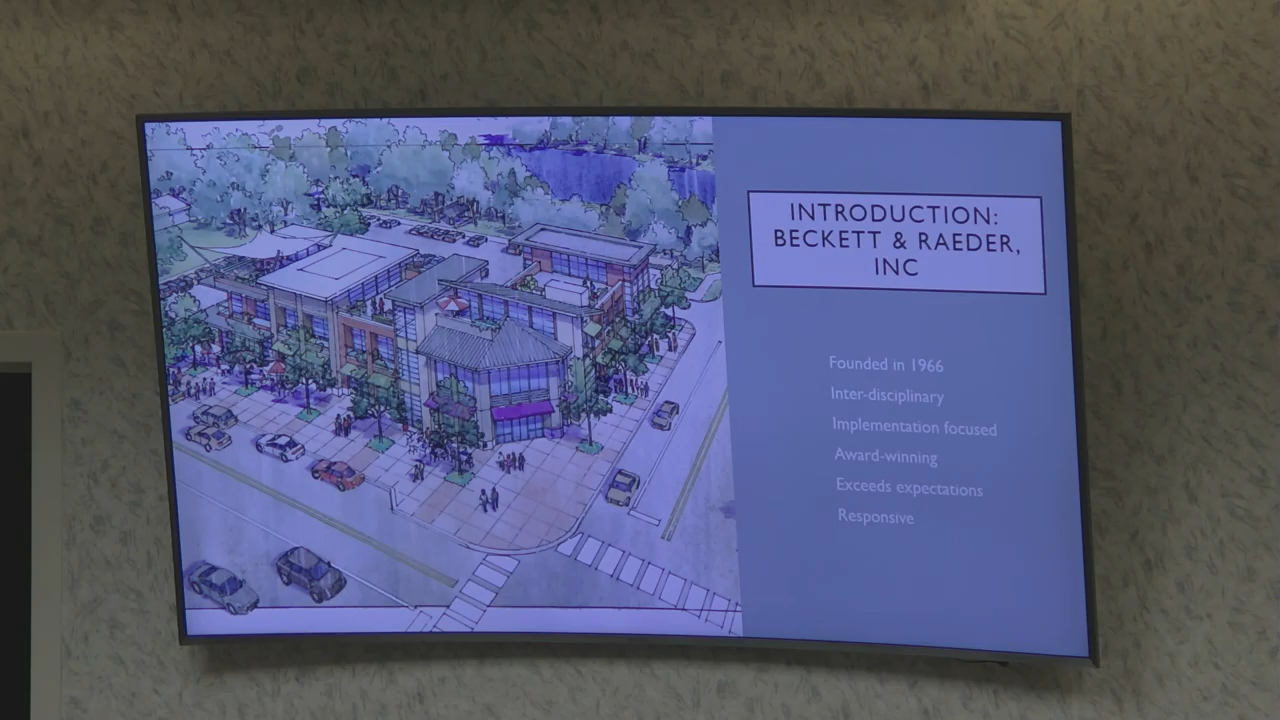 INTRODUCTION:
BECKETT & RAEDER,
INC
Founded in 1966
Inter-disciplinary
Implementation focused
Award-winning
Exceeds expectations
Responsive